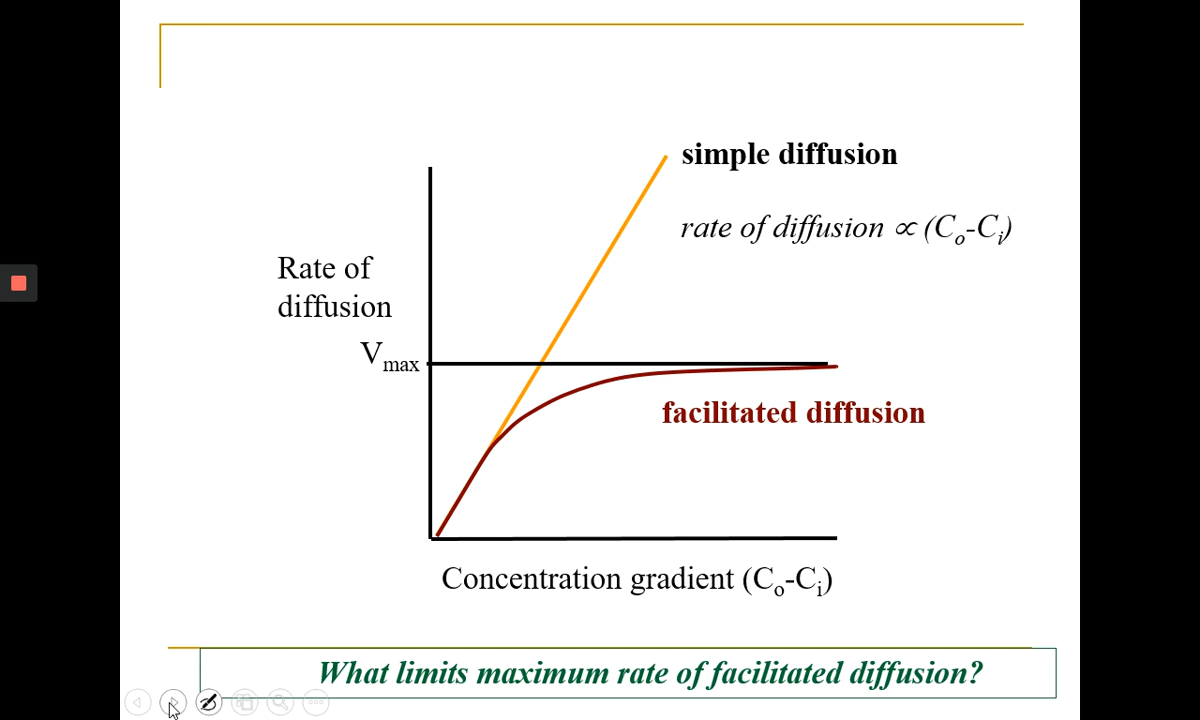 simple diffusion
rate of diffusion ∝ (Cₒ-Cᵢ)
Rate of
diffusion
Vmax
facilitated diffusion
Concentration gradient (Cₒ-Cᵢ)
What limits maximum rate of facilitated diffusion?